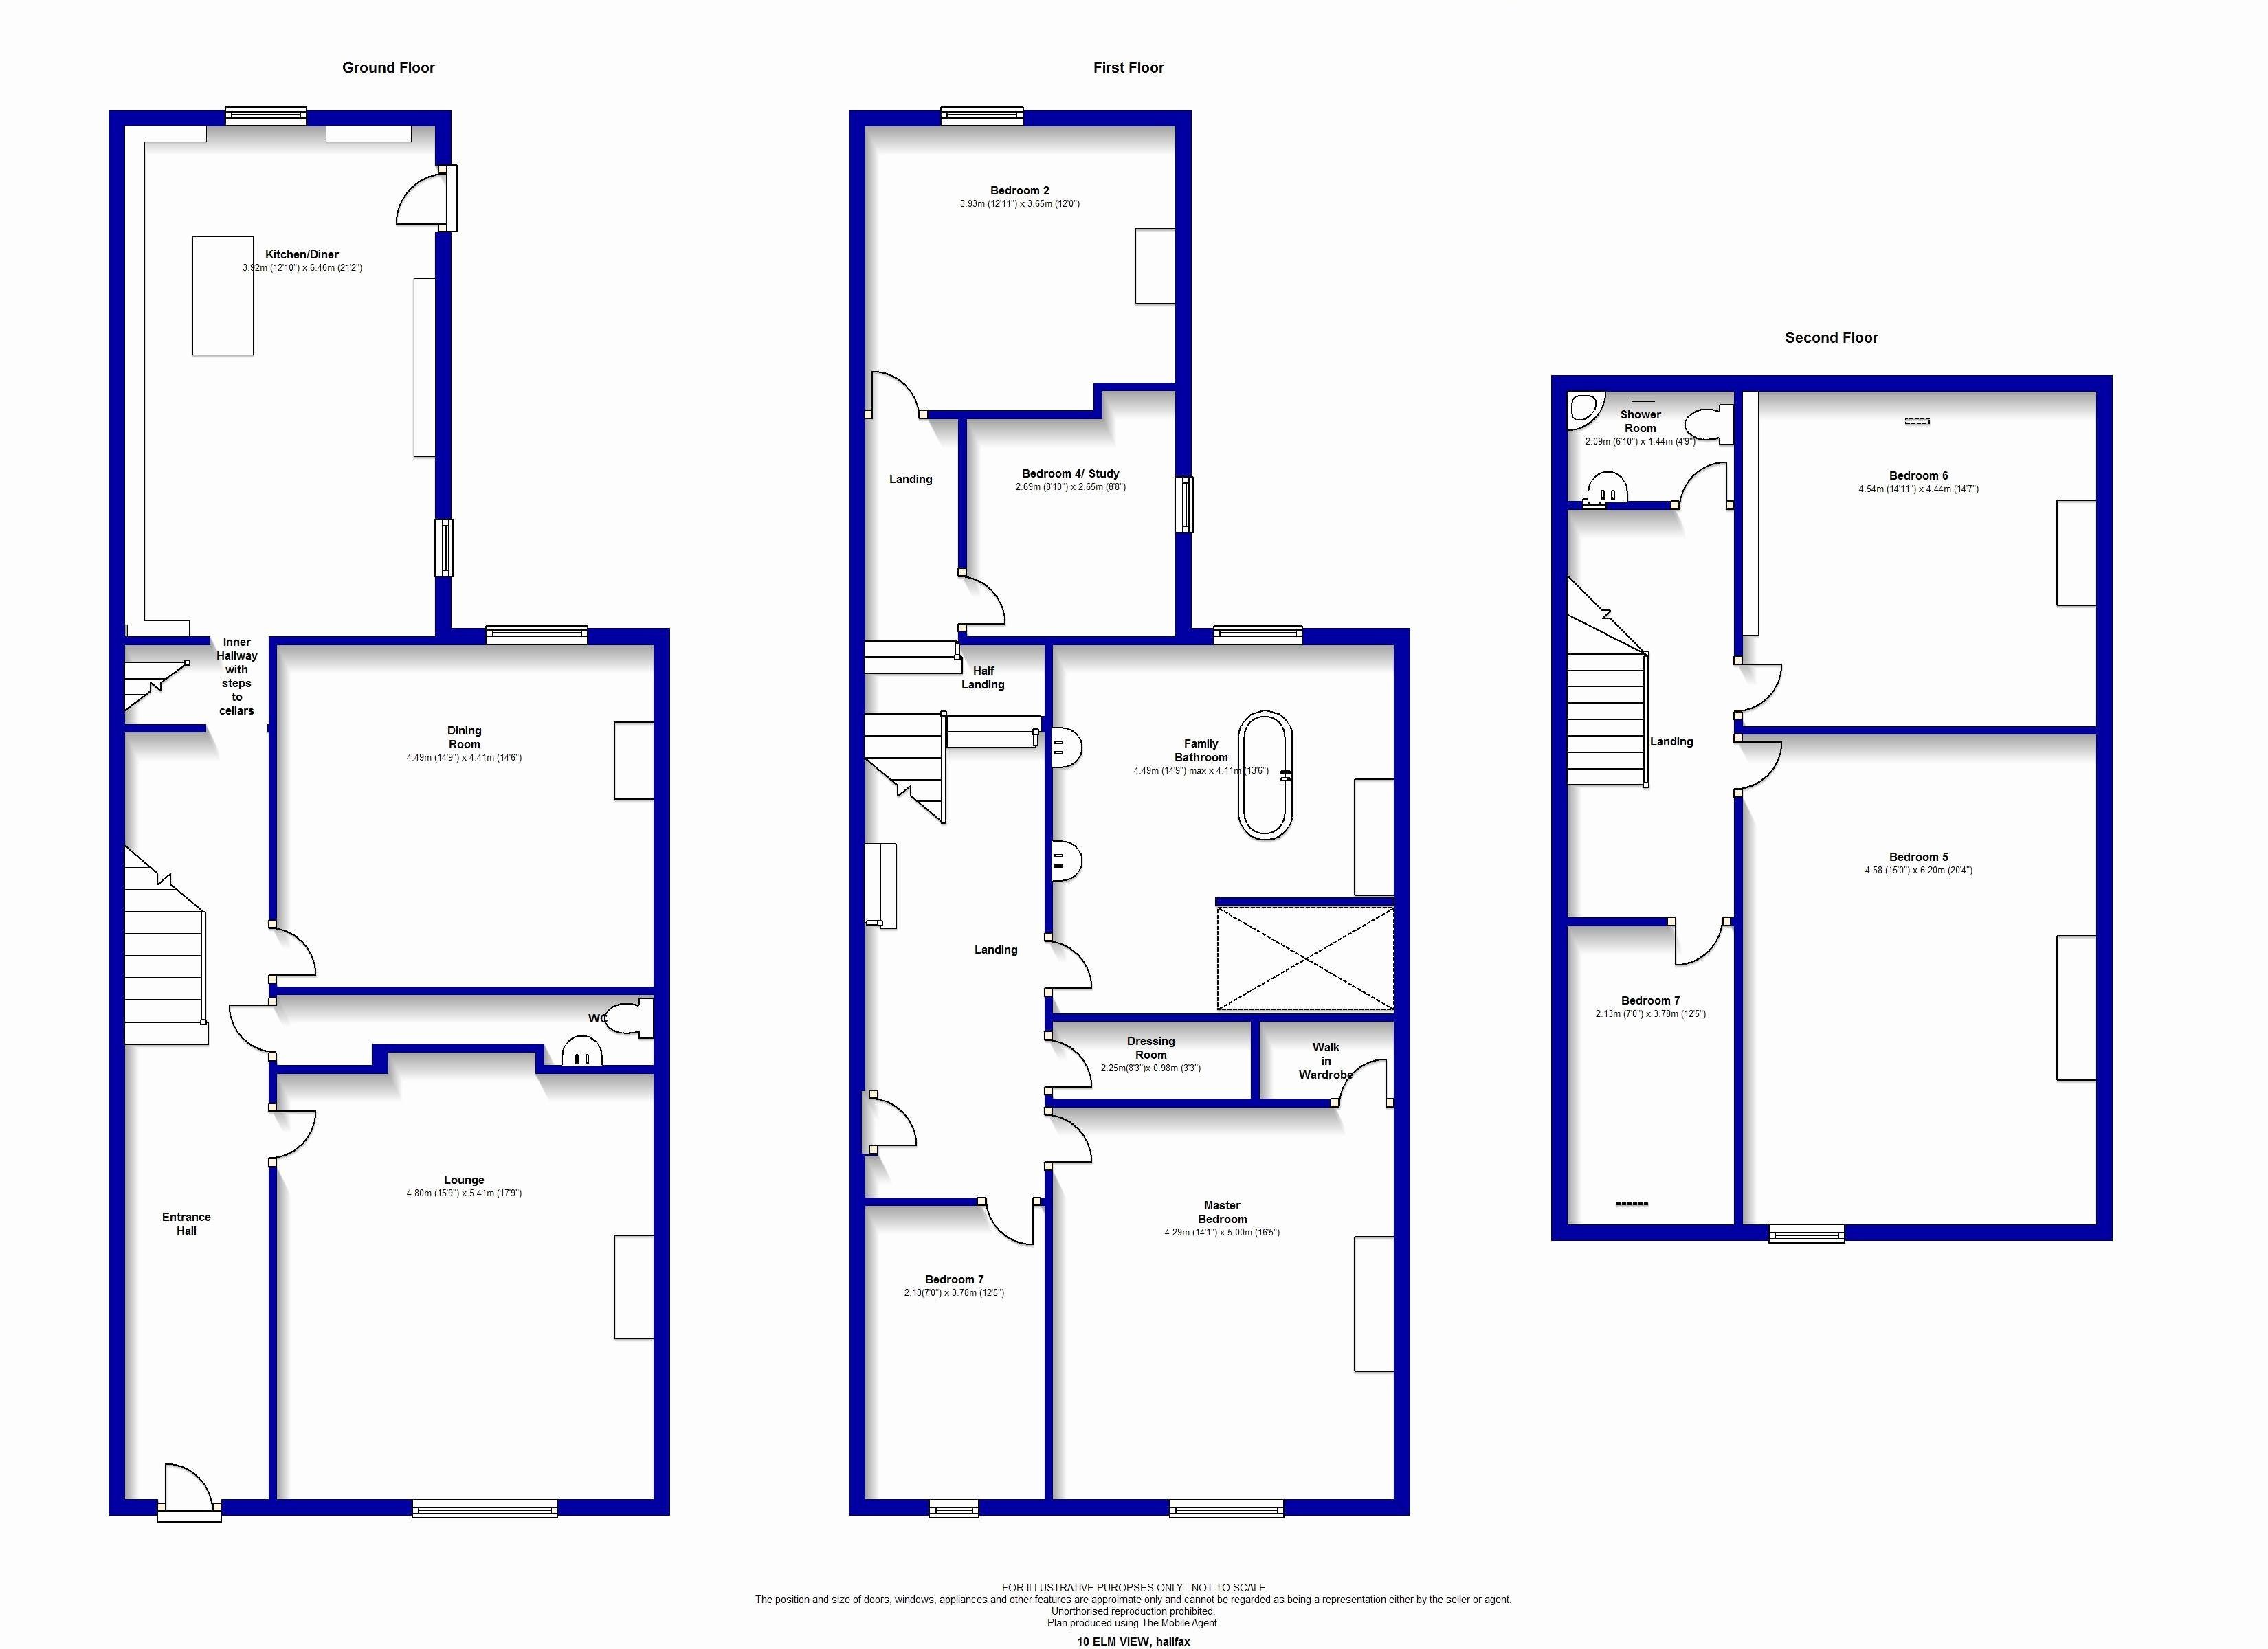 Ground Floor
Kitchen/Diner
3.92m (12'10") x 6.46m (21'2")
Inner
Hallway
with
steps
to
cellars
Dining
Room
4.49m (14'9") x 4.41m (14'6")
WC
Lounge
4.80m (15'9") x 5.41m (17'9")
Entrance
Hall
First Floor
Bedroom 2
3.93m (12'11") x 3.65m (12'0")
Landing
Bedroom 4/ Study
2.69m (8'10") x 2.65m (8'8")
Half
Landing
Family
Bathroom
4.49m (14'9") max x 4.11m (13'6")
Landing
Dressing
Room
2.25m(8'3")x 0.98m (3'3")
Walk
in
Wardrobe
Master
Bedroom
4.29m (14'1") x 5.00m (16'5")
Bedroom 7
2.13(7'0") x 3.78m (12'5")
Second Floor
Shower
Room
2.09m (6'10") x 1.44m (4'9")
Bedroom 6
4.54m (14'11") x 4.44m (14'7")
Landing
Bedroom 5
4.58 (15'0") x 6.20m (20'4")
Bedroom 7
2.13m (7'0") x 3.78m (12'5")
FOR ILLUSTRATIVE PUROPSES ONLY - NOT TO SCALE
The position and size of doors, windows, appliances and other features are approimate only and cannot be regarded as being a representation either by the seller or agent.
Unorthorised reproduction prohibited.
Plan produced using The Mobile Agent.
10 ELM VIEW, halifax